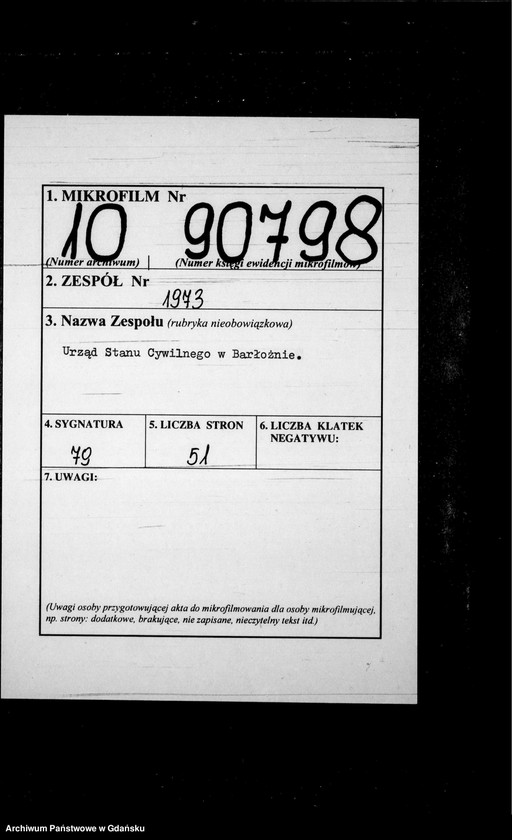 1. MIKROFILM Nr
10 90798
(Numer archiwum) | (Numer księgi ewidencji mikrofilmów)
2. ZESPÓŁ Nr
1973
3. Nazwa Zespołu (rubryka nieobowiązkowa)
Urząd Stanu Cywilnego w Barłożnie.
4. SYGNATURA
79
5. LICZBA STRON
51
6. LICZBA KLATEK
NEGATYWU:
7. UWAGI:
(Uwagi osoby przygotowującej akta do mikrofilmowania dla osoby mikrofilmującej,
np. strony: dodatkowe, brakujące, nie zapisane, nieczytelny tekst itd.)
Archiwum Państwowe w Gdańsku